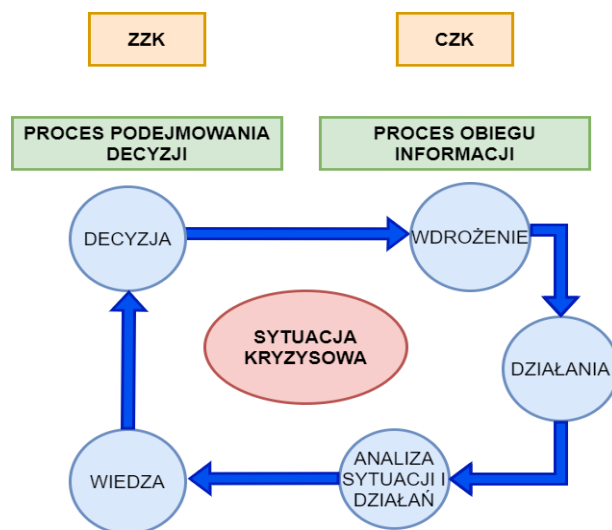 ZZK
CZK
PROCES PODEJMOWANIA
DECYZJI
PROCES OBIEGU
INFORMACJI
DECYZJA
WDROŻENIE
SYTUACJA
KRYZYSOWA
DZIAŁANIA
ANALIZA
SYTUACJI I
DZIAŁAŃ
WIEDZA